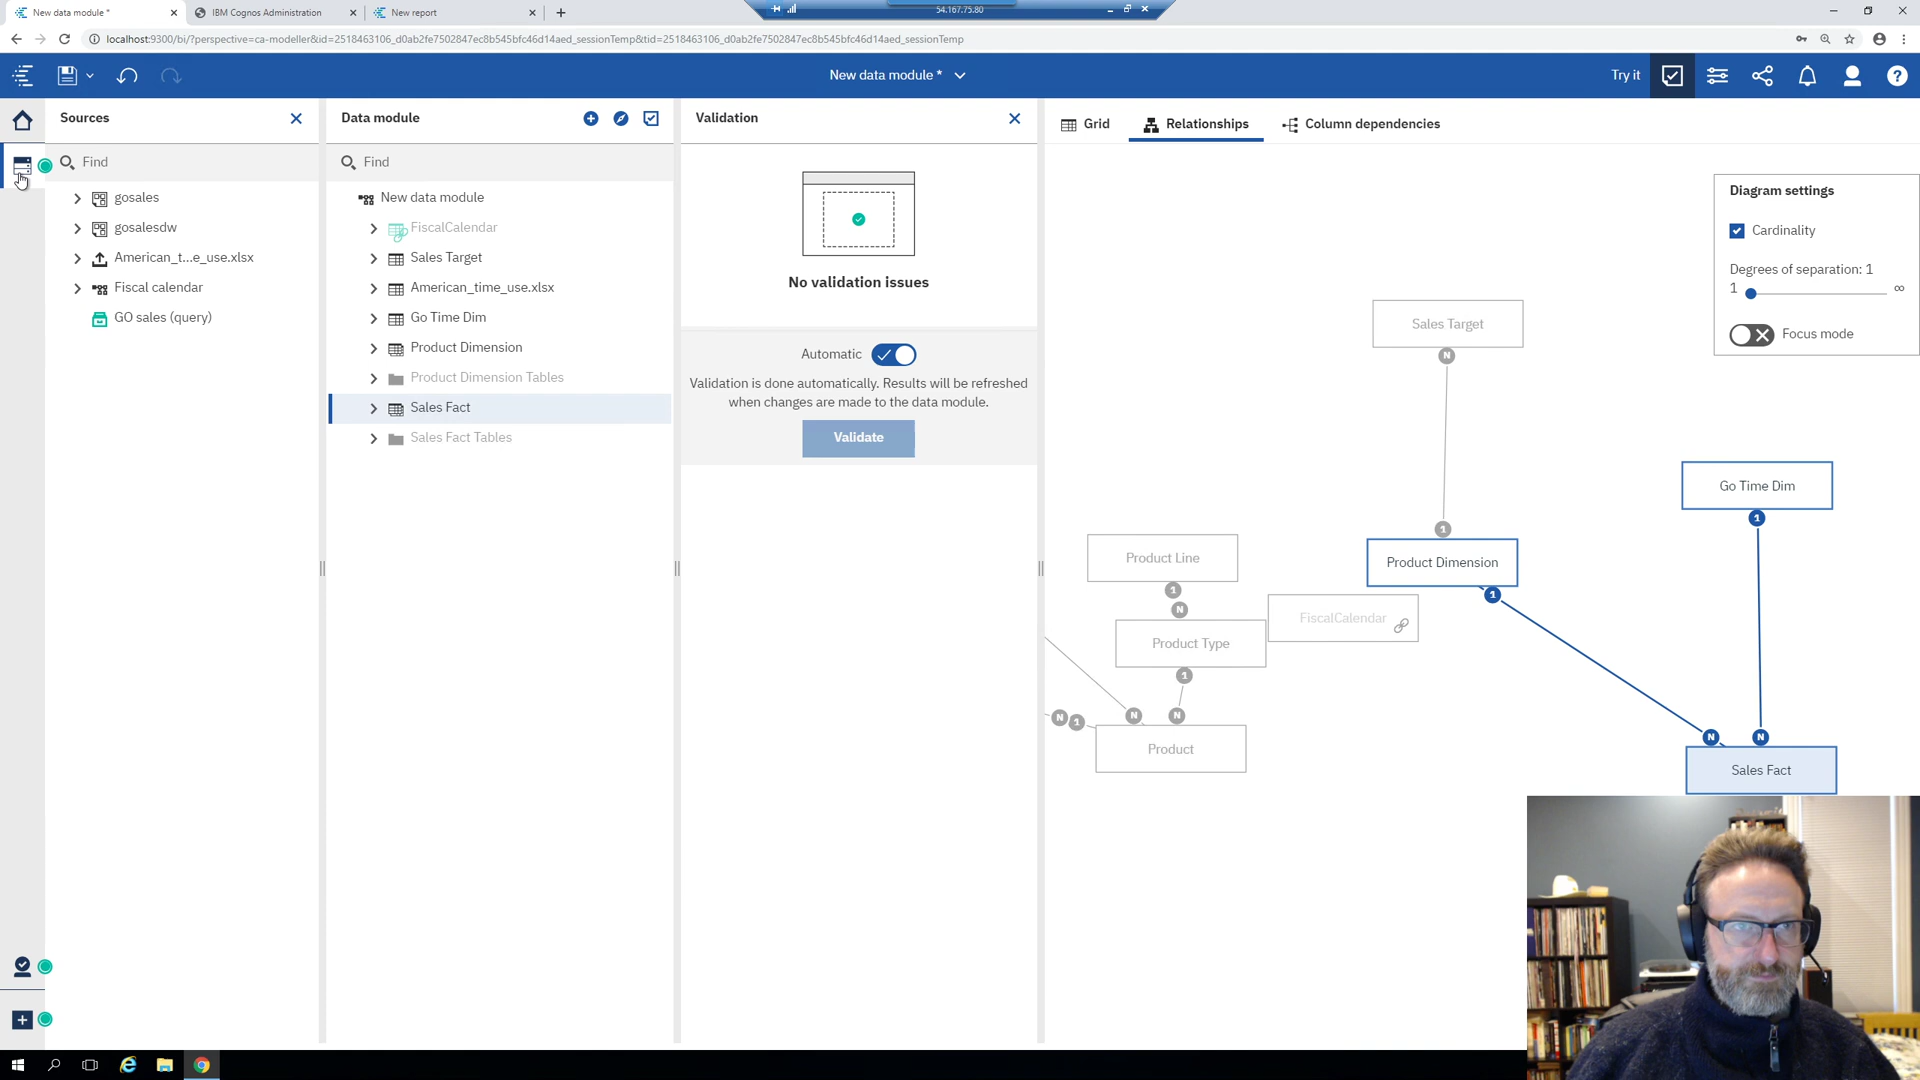 New data module *
IBM Cognos Administration
New report
54.167.75.80
localhost:9300/bi/?perspective=ca-modeller&id=2518463106_d0ab2fe7502847ec8b545bfc46d14aed_sessionTemp&tid=2518463106_d0ab2fe7502847ec8b545bfc46d14aed_sessionTemp
New data module *
Try it
Sources
Find
gosales
gosalesdw
American_t...e_use.xlsx
Fiscal calendar
GO sales (query)
Data module
Find
New data module
FiscalCalendar
Sales Target
American_time_use.xlsx
Go Time Dim
Product Dimension
Product Dimension Tables
Sales Fact
Sales Fact Tables
Validation
No validation issues
Automatic
Validation is done automatically. Results will be refreshed
when changes are made to the data module.
Validate
Grid
Relationships
Column dependencies
Diagram settings
Cardinality
Degrees of separation: 1
1
∞
Focus mode
Sales Target
N
1
Go Time Dim
1
Product Dimension
1
Product Line
1
N
FiscalCalendar
Product Type
1
N
N
N
1
Product
N
N
Sales Fact